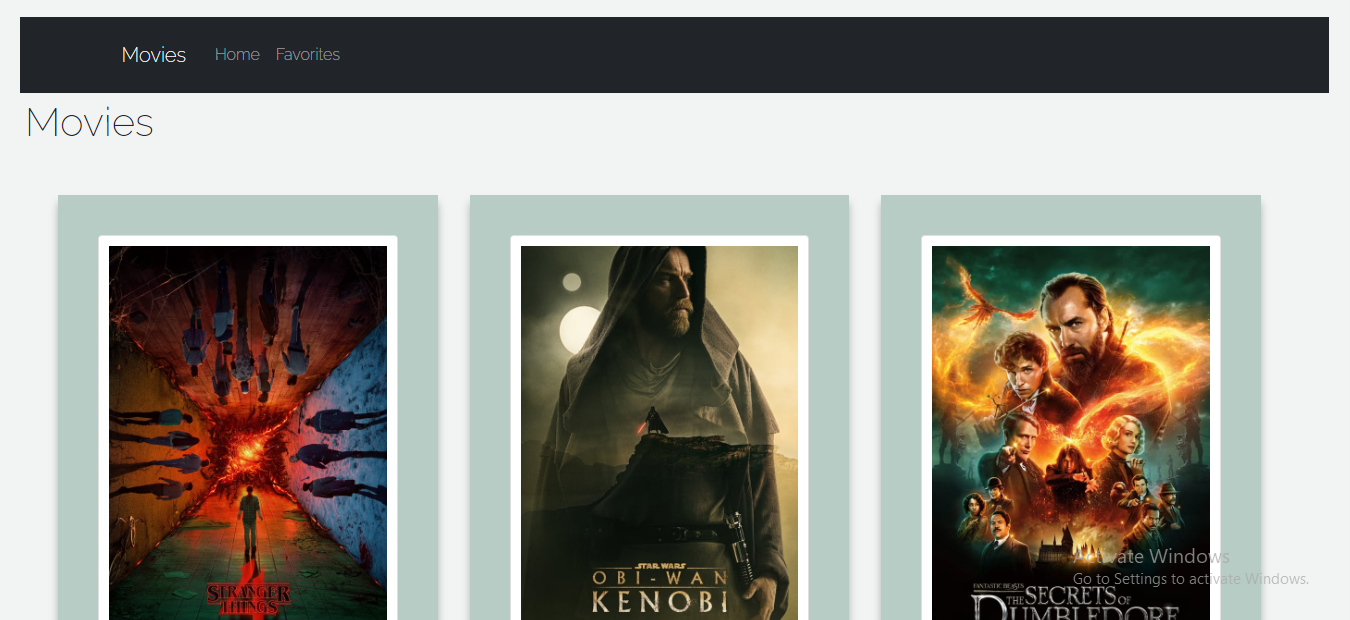 Movies Home Favorites
Movies
STRANGER
THINGS
STAR WARS
OBI-WAN
KENOBI
FANTASTIC BEASTS
THE SECRETS OF
DUMBLEDORE
Activate Windows
Go to Settings to activate Windows.